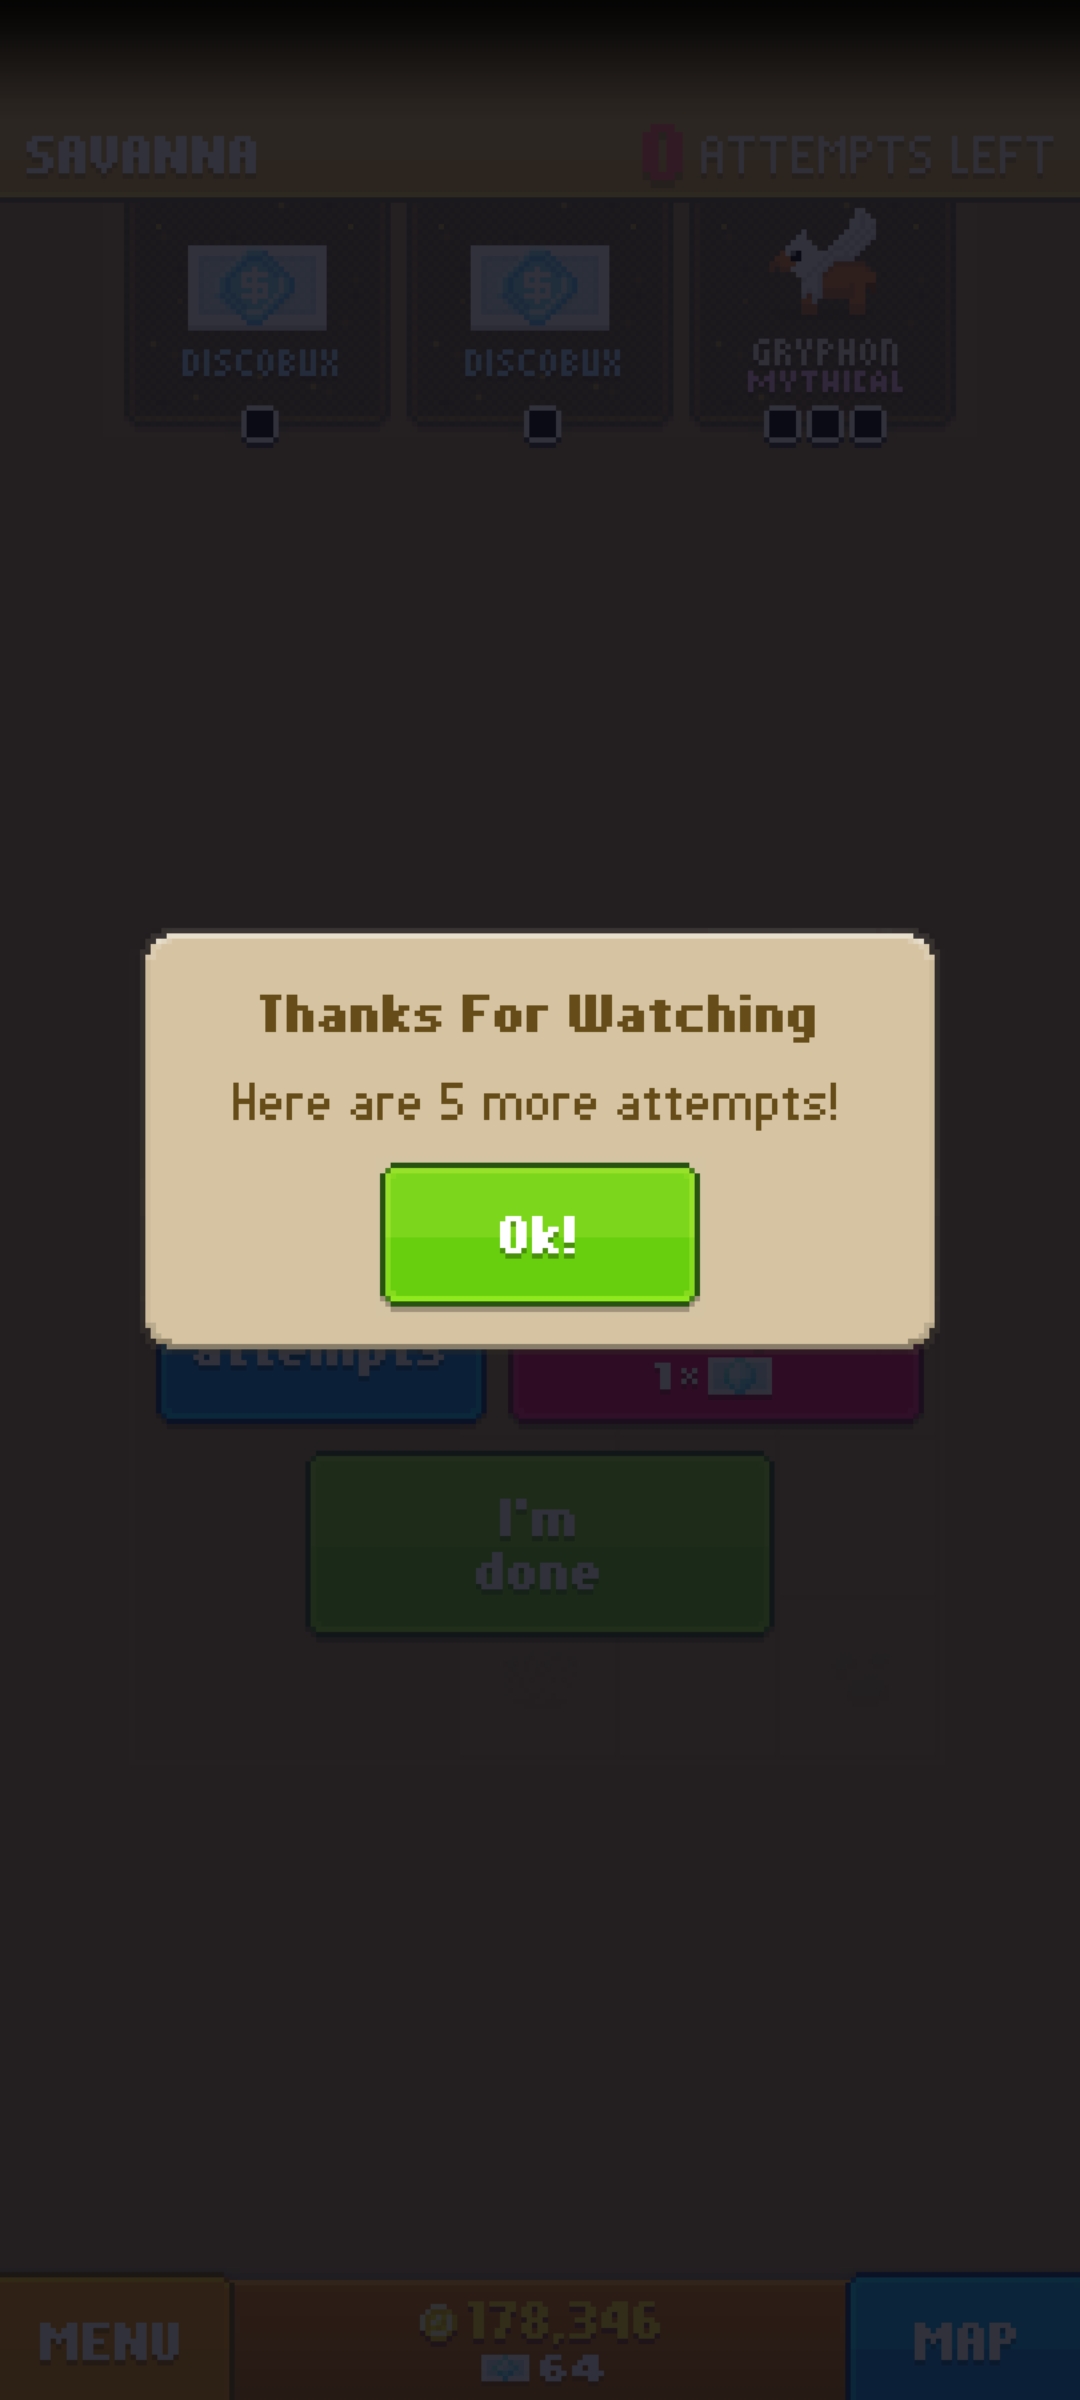 SAVANNA
0 ATTEMPTS LEFT
$ $
DISCOBUX DISCOBUX GRYPHON
MYTHICAL
Thanks For Watching
Here are 5 more attempts!
Ok!
attempts
1×
I'm
done
MENU
178,346
64
MAP